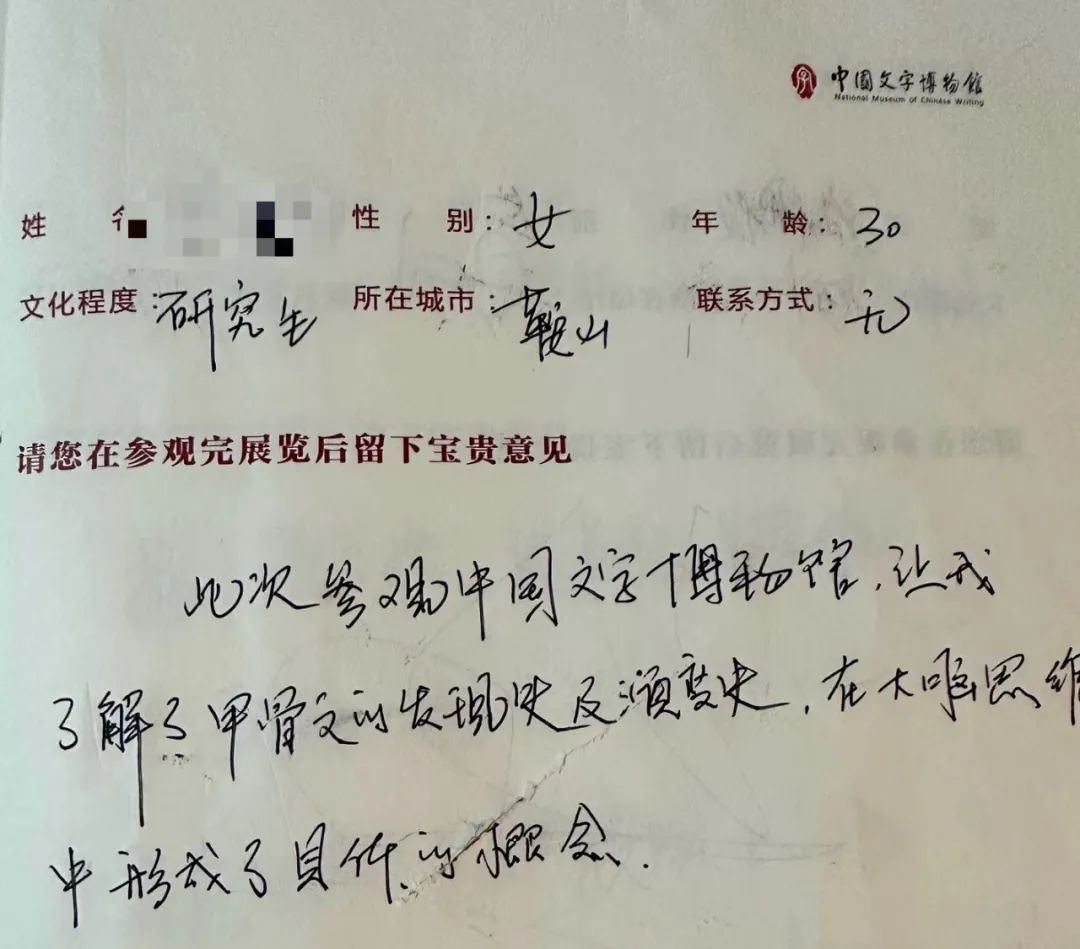 中国文字博物馆
National Museum of Chinese Writing
姓 性 别：女 年 龄：30
文化程度：研究生 所在城市：鞍山 联系方式：无
请您在参观完展览后留下宝贵意见
此次参观中国文字博物馆，让我
了解了甲骨文的发现史及演变史，在大脑思维
中形成了具体的概念．